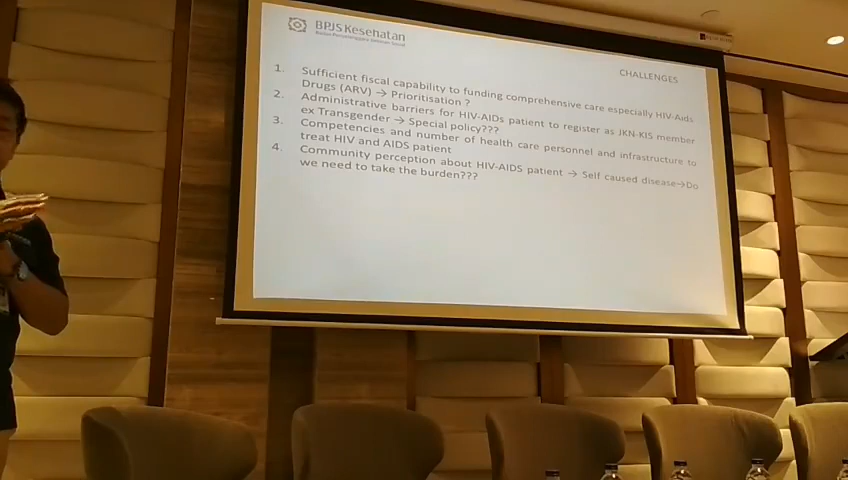 BPJS Kesehatan
Badan Penyelenggara Jaminan Sosial
CHALLENGES
1. Sufficient fiscal capability to funding comprehensive care especially HIV-Aids
Drugs (ARV) → Prioritisation ?
2. Administrative barriers for HIV-AIDs patient to register as JKN-KIS member
ex Transgender → Special policy???
3. Competencies and number of health care personnel and infrastructure to
treat HIV and AIDS patient
4. Community perception about HIV-AIDS patient → Self caused disease→Do
we need to take the burden???